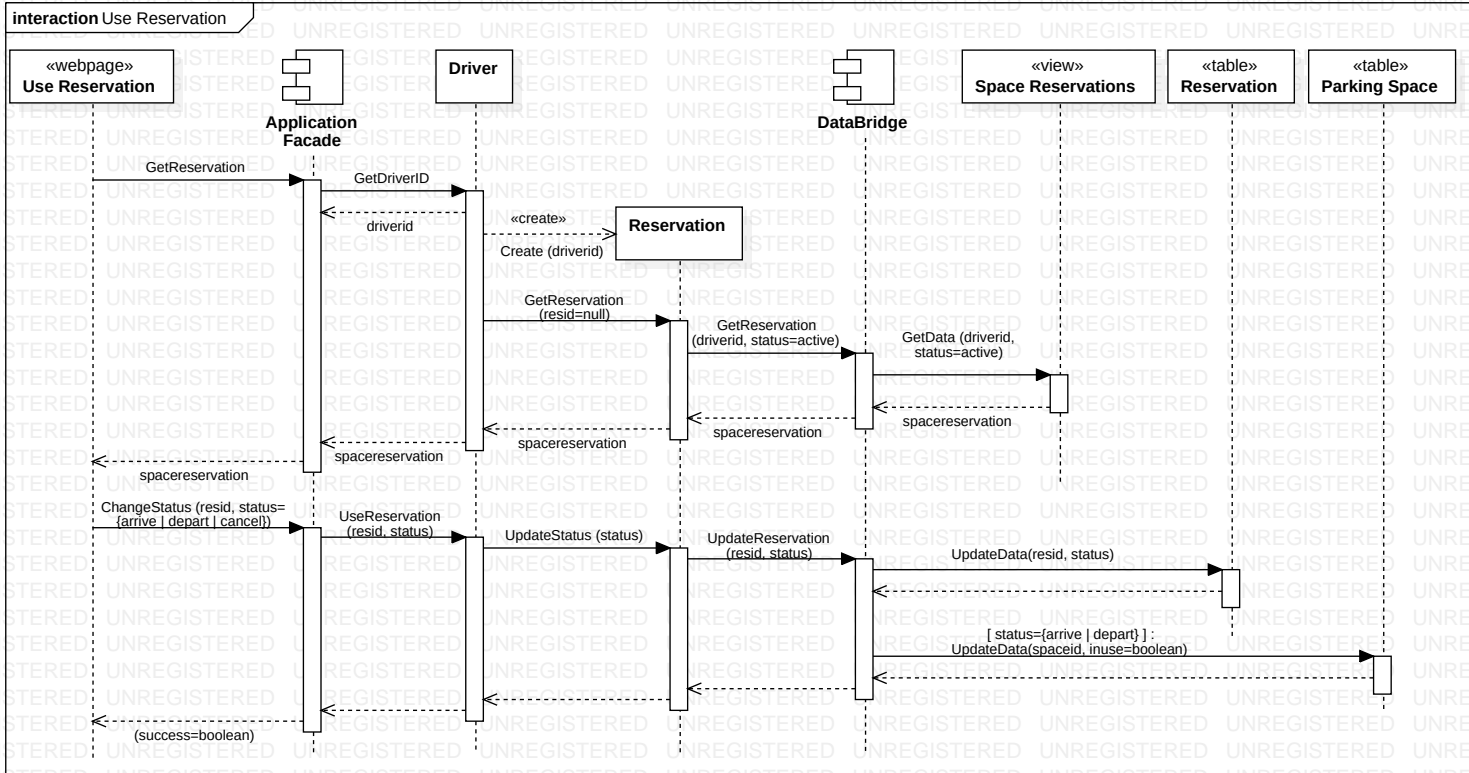 interaction Use Reservation
«webpage»
Use Reservation
Application
Facade
Driver
DataBridge
«view»
Space Reservations
«table»
Reservation
«table»
Parking Space
GetReservation
GetDriverID
driverid
«create»
Create (driverid)
Reservation
GetReservation
(resid=null)
GetReservation
(driverid, status=active)
GetData (driverid,
status=active)
spacereservation
spacereservation
spacereservation
spacereservation
spacereservation
ChangeStatus (resid, status=
{arrive | depart | cancel})
UseReservation
(resid, status)
UpdateStatus (status)
UpdateReservation
(resid, status)
UpdateData(resid, status)
[ status={arrive | depart} ] :
UpdateData(spaceid, inuse=boolean)
(success=boolean)
UNREGISTERED